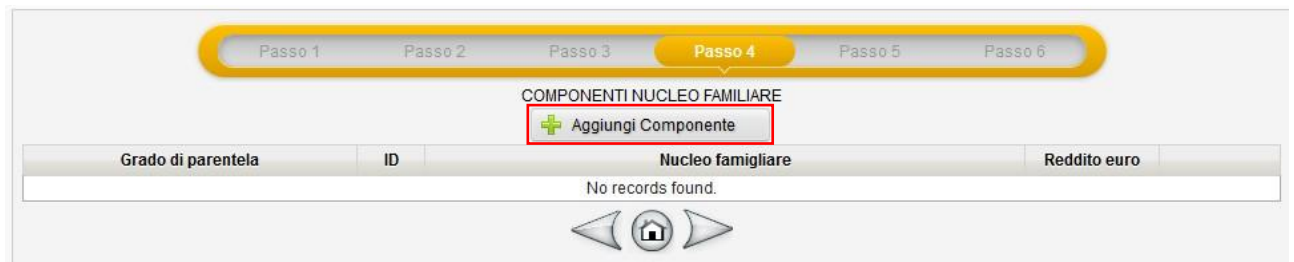 Passo 1 Passo 2 Passo 3 Passo 4 Passo 5 Passo 6
COMPONENTI NUCLEO FAMILIARE
Aggiungi Componente
Grado di parentela ID Nucleo famigliare Reddito euro
No records found.